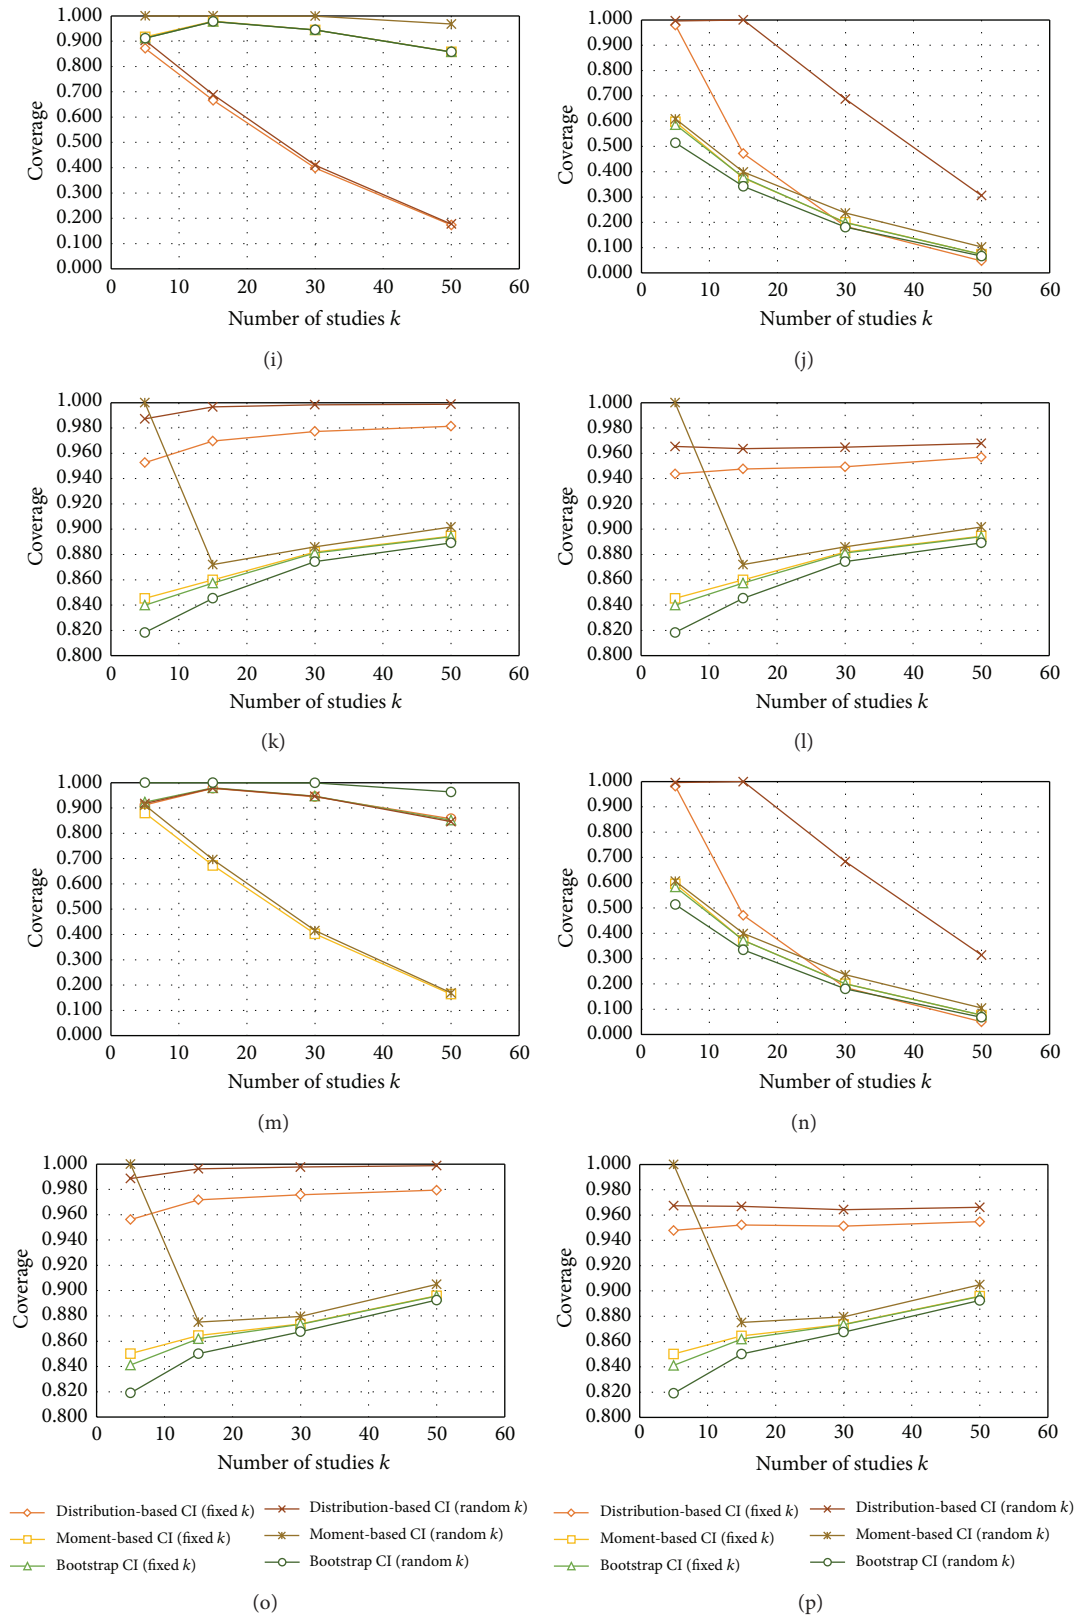 1.000
0.900
0.800
0.700
0.600
0.500
0.400
0.300
0.200
0.100
0.000
Coverage
0 10 20 30 40 50 60
Number of studies k
(i)
1.000
0.900
0.800
0.700
0.600
0.500
0.400
0.300
0.200
0.100
0.000
Coverage
0 10 20 30 40 50 60
Number of studies k
(j)
1.000
0.980
0.960
0.940
0.920
0.900
0.880
0.860
0.840
0.820
0.800
Coverage
0 10 20 30 40 50 60
Number of studies k
(k)
1.000
0.980
0.960
0.940
0.920
0.900
0.880
0.860
0.840
0.820
0.800
Coverage
0 10 20 30 40 50 60
Number of studies k
(l)
1.000
0.900
0.800
0.700
0.600
0.500
0.400
0.300
0.200
0.100
0.000
Coverage
0 10 20 30 40 50 60
Number of studies k
(m)
1.000
0.900
0.800
0.700
0.600
0.500
0.400
0.300
0.200
0.100
0.000
Coverage
0 10 20 30 40 50 60
Number of studies k
(n)
1.000
0.980
0.960
0.940
0.920
0.900
0.880
0.860
0.840
0.820
0.800
Coverage
0 10 20 30 40 50 60
Number of studies k
Distribution-based CI (fixed k)
Moment-based CI (fixed k)
Bootstrap CI (fixed k)
Distribution-based CI (random k)
Moment-based CI (random k)
Bootstrap CI (random k)
(o)
1.000
0.980
0.960
0.940
0.920
0.900
0.880
0.860
0.840
0.820
0.800
Coverage
0 10 20 30 40 50 60
Number of studies k
Distribution-based CI (fixed k)
Moment-based CI (fixed k)
Bootstrap CI (fixed k)
Distribution-based CI (random k)
Moment-based CI (random k)
Bootstrap CI (random k)
(p)